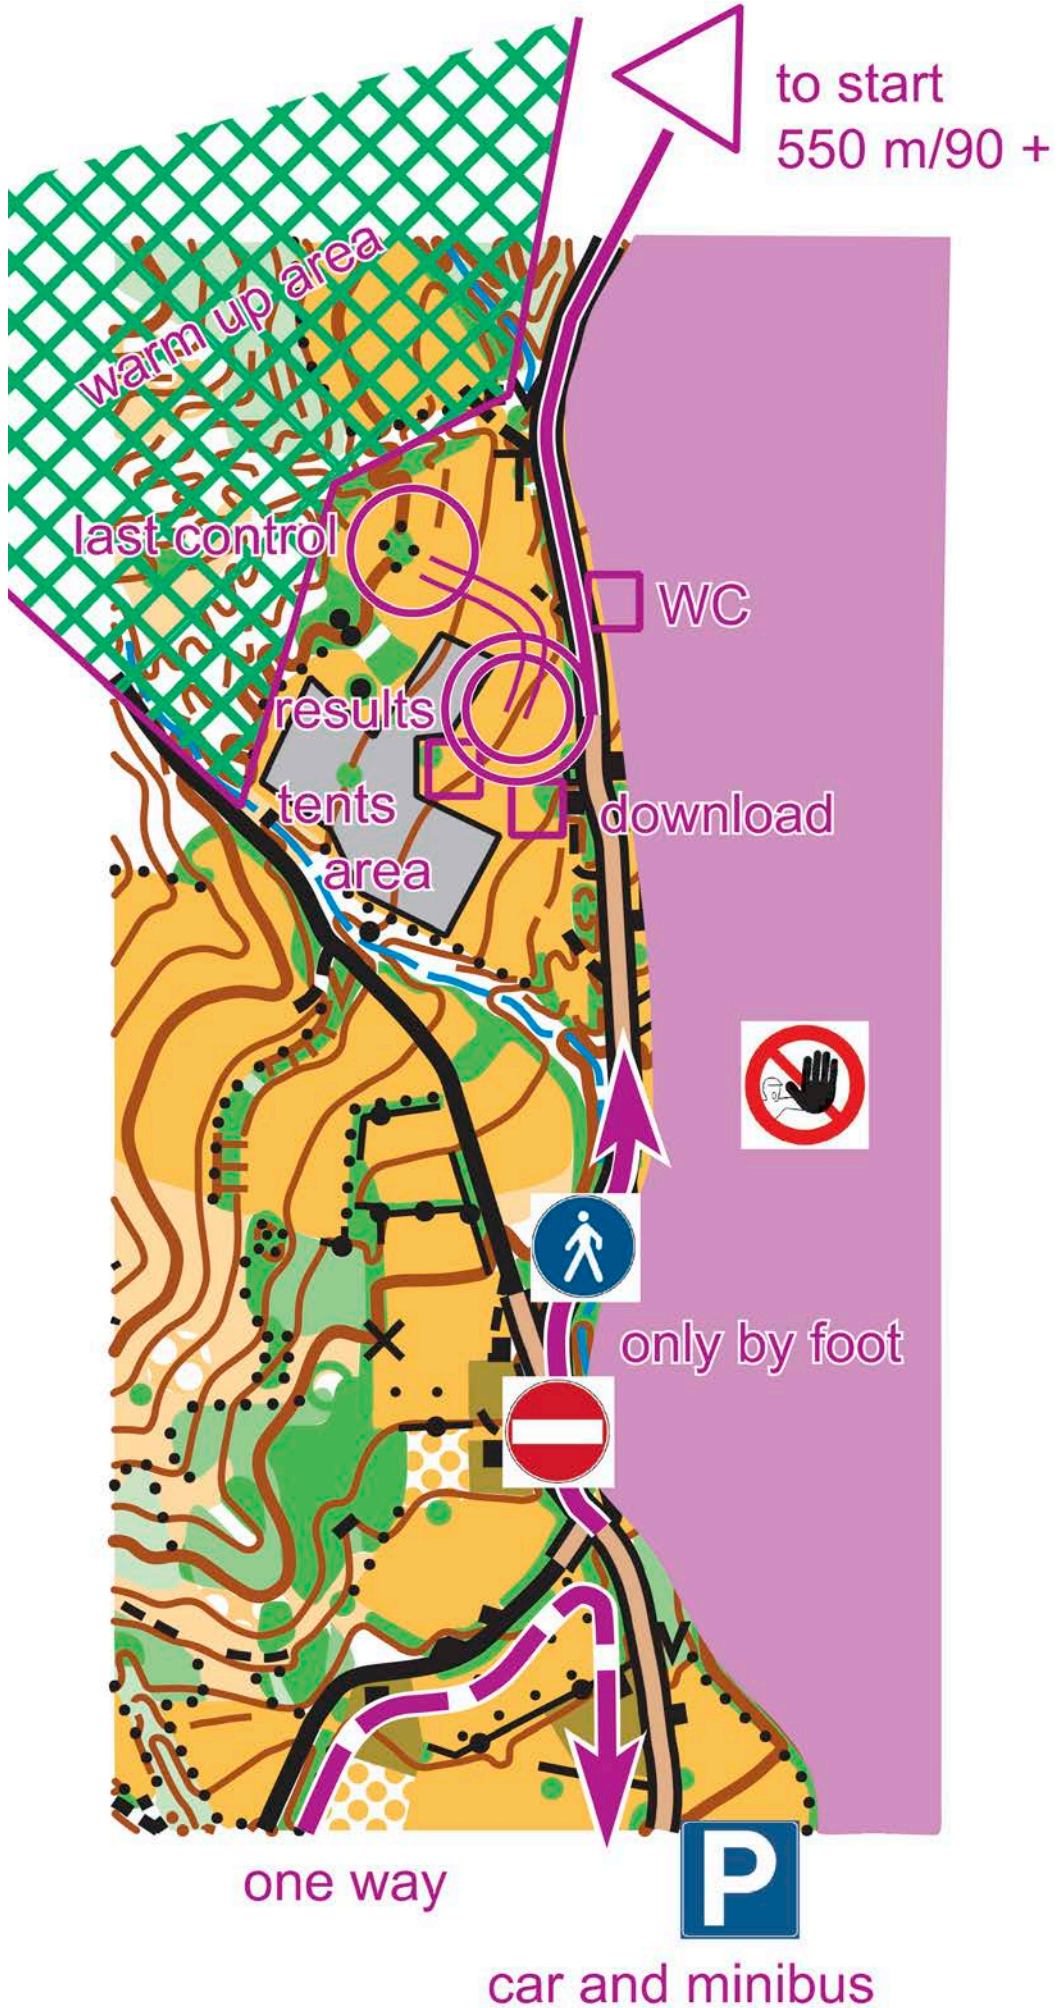 to start
550 m/90 +
warm up area
last control
WC
results
tents
area
download
only by foot
one way
P
car and minibus